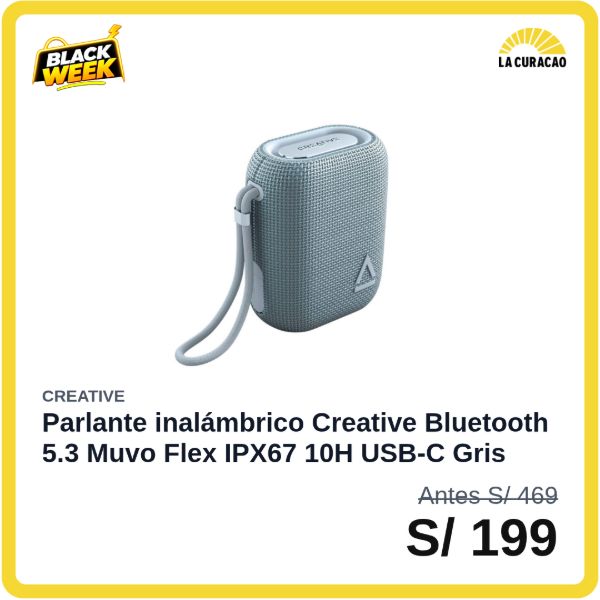 BLACK
WEEK
LA CURACAO
CREATIVE
CREATIVE
Parlante inalámbrico Creative Bluetooth
5.3 Muvo Flex IPX67 10H USB-C Gris
Antes S/ 469
S/ 199